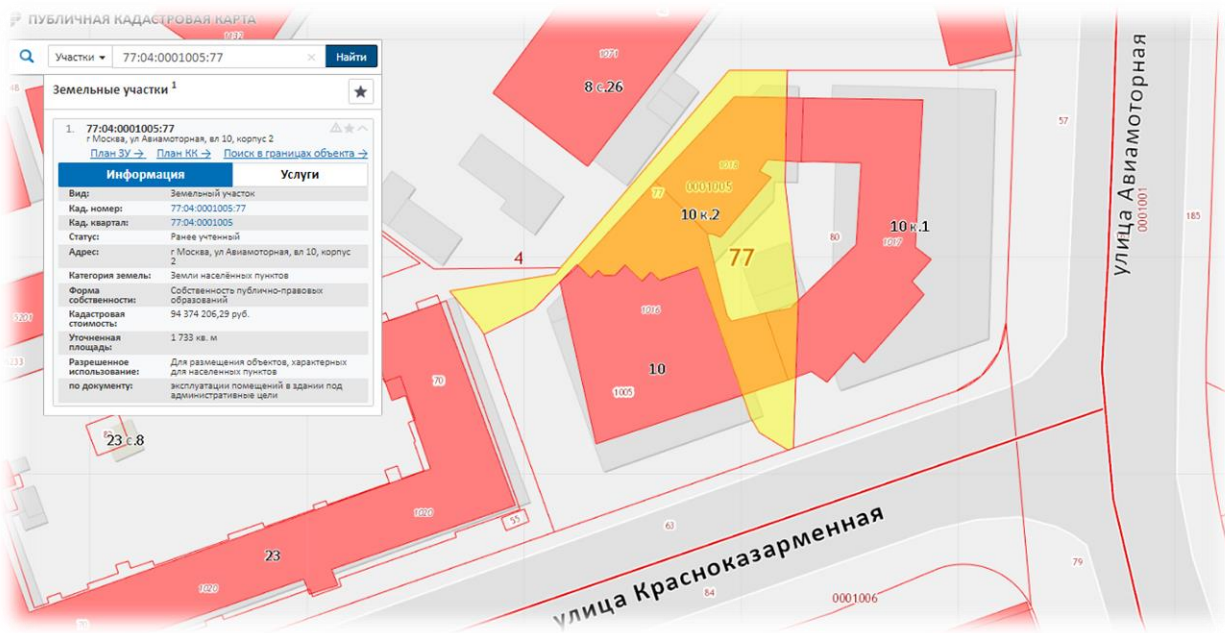 ПУБЛИЧНАЯ КАДАСТРОВАЯ КАРТА
Участки 77:04:0001005:77 × Найти
Земельные участки 1
1. 77:04:0001005:77
г Москва, ул Авиамоторная, вл 10, корпус 2
План ЗУ → План КК → Поиск в границах объекта →
Информация Услуги
Вид: Земельный участок
Кад. номер: 77:04:0001005:77
Кад. квартал: 77:04:0001005
Статус: Ранее учтенный
Адрес: г Москва, ул Авиамоторная, вл 10, корпус
2
Категория земель: Земли населённых пунктов
Форма собственности: Собственность публично-правовых
образований
Кадастровая стоимость: 94 374 206,29 руб.
Уточненная площадь: 1 733 кв. м
Разрешенное использование: Для размещения объектов, характерных
для населенных пунктов
по документу: эксплуатации помещений в здании под
административные цели
1071
8 с.26
57
улица Авиамоторная
0001001
185
1018
77
0001005
10 к.2
77
80
10 к.1
1017
4
1016
10
1005
5201
70
23 с.8
1020
55
23
1020
63
улица Красноказарменная
84
79
0001006